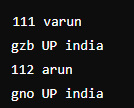 111 varun
gzb UP india
112 arun
gno UP india